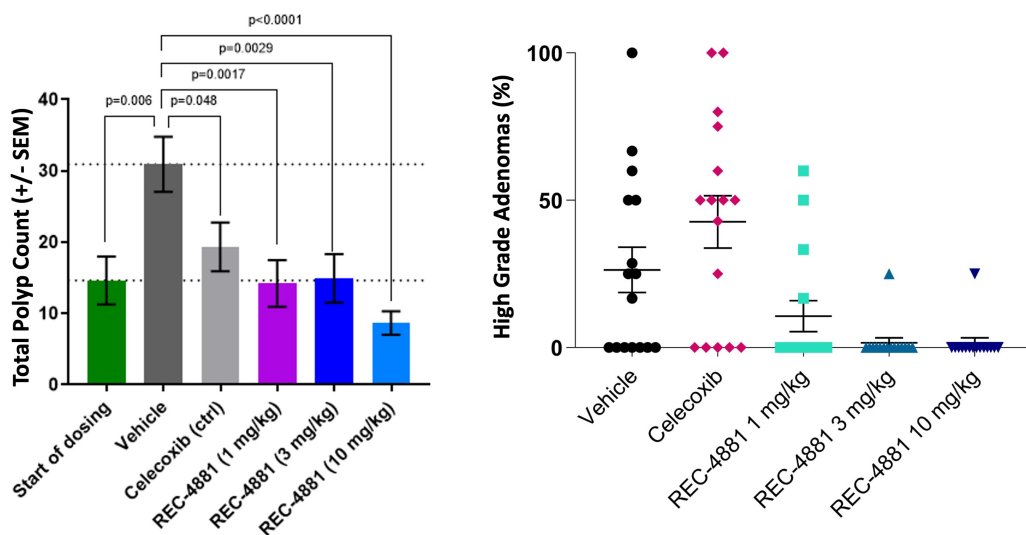 p<0.0001
p=0.0029
p=0.0017
p=0.006
p=0.048
Total Polyp Count (+/- SEM)
40
30
20
10
0
Start of dosing
Vehicle
Celecoxib (ctrl)
REC-4881 (1 mg/kg)
REC-4881 (3 mg/kg)
REC-4881 (10 mg/kg)
High Grade Adenomas (%)
100
50
0
Vehicle
Celecoxib
REC-4881 1 mg/kg
REC-4881 3 mg/kg
REC-4881 10 mg/kg